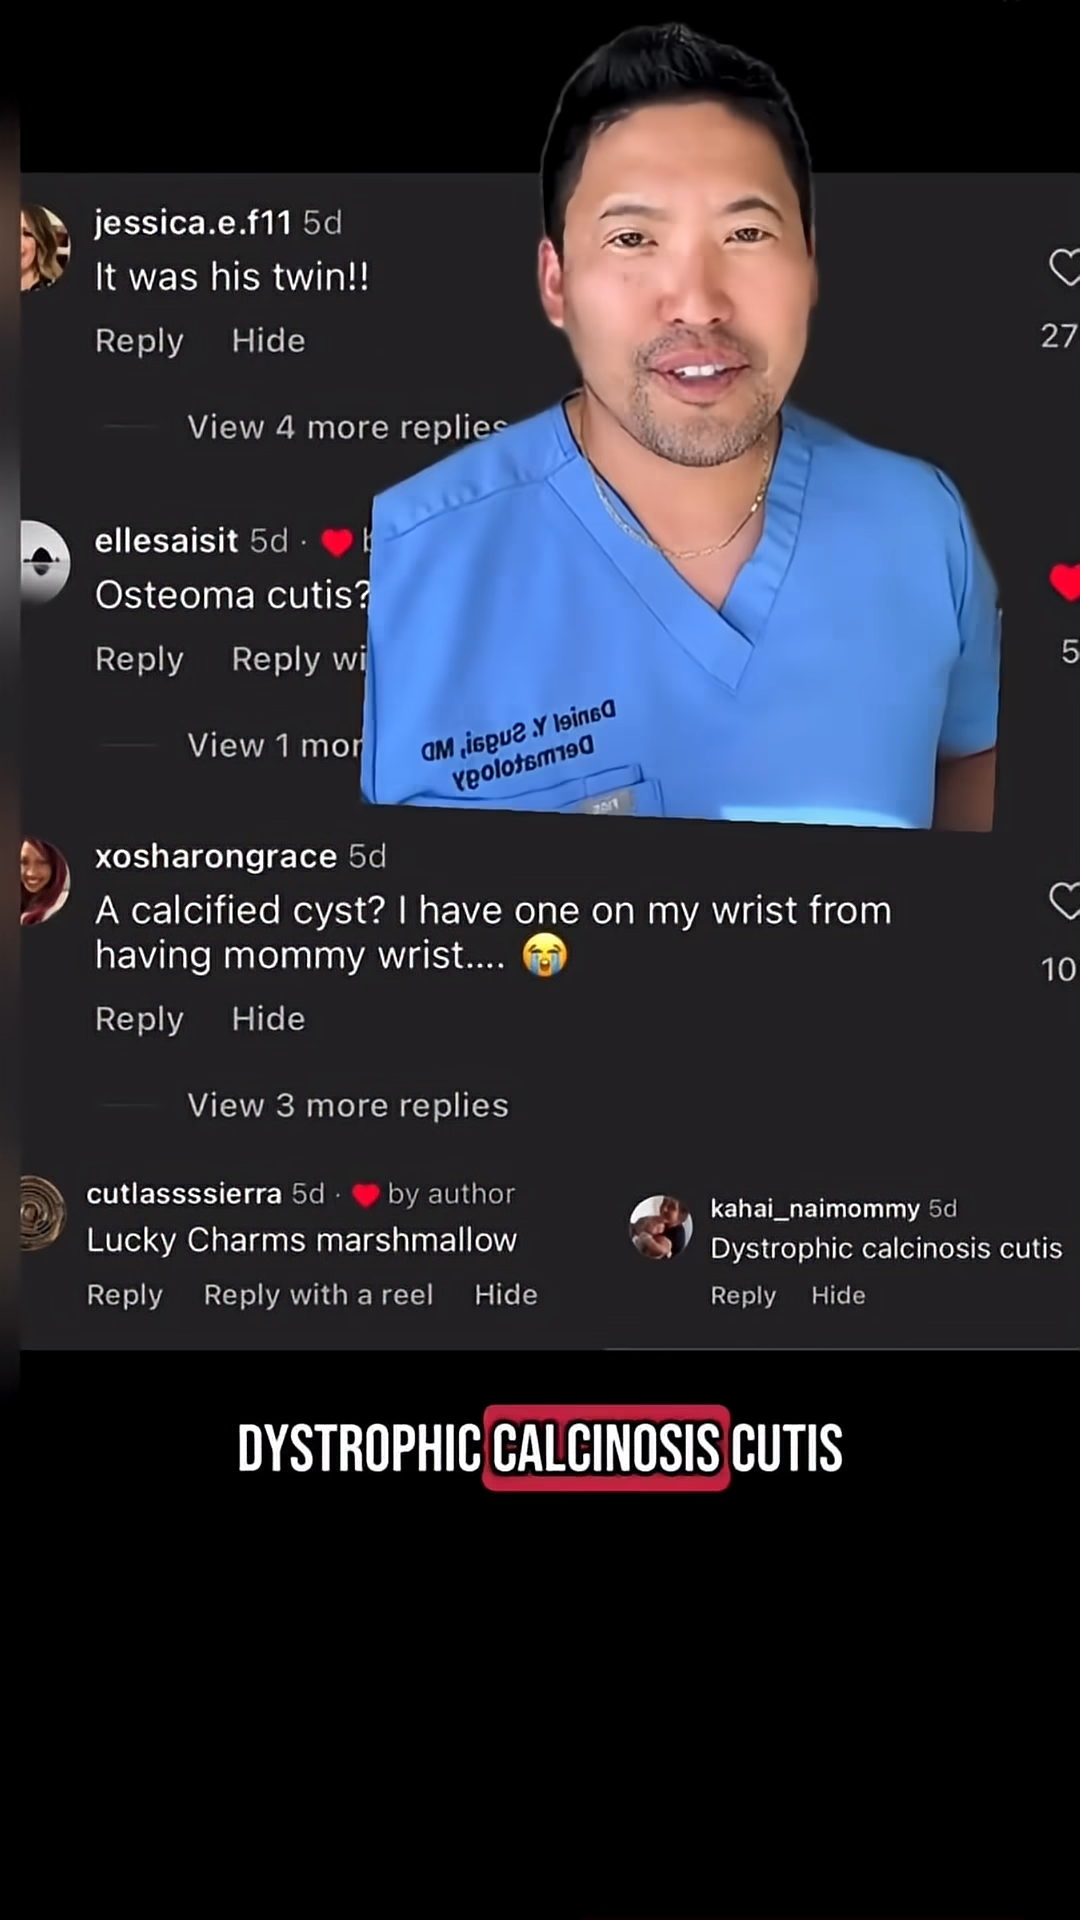 jessica.e.f11 5d
It was his twin!!
27
Reply Hide
View 4 more replies
ellesaisit 5d ·
Osteoma cutis?
5
Reply Reply wi
View 1 mor
Daniel Y. Sugai, MD
Dermatology
xosharongrace 5d
A calcified cyst? I have one on my wrist from
having mommy wrist.... 😭
10
Reply Hide
View 3 more replies
cutlassssierra 5d · ❤️ by author
Lucky Charms marshmallow
Reply Reply with a reel Hide
kahai_naimommy 5d
Dystrophic calcinosis cutis
Reply Hide
DYSTROPHIC CALCINOSIS CUTIS